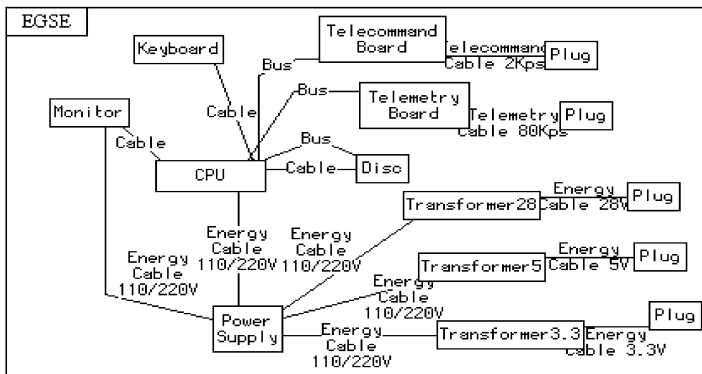 EGSE
Telecommand
Board
Keyboard
Telecommand
Cable 2Kps
Plug
Bus
Bus
Telemetry
Board
Telemetry
Cable 80Kps
Plug
Monitor
Cable
Cable
Bus
CPU
Cable
Disc
Energy
Cable 28V
Plug
Transformer28
Energy
Cable
110/220V
Energy
Cable
110/220V
Energy
Cable
110/220V
Energy
Cable 5V
Plug
Transformer5
Energy
Cable
110/220V
Power
Supply
Energy
Cable
110/220V
Transformer3.3
Energy
Cable 3.3V
Plug